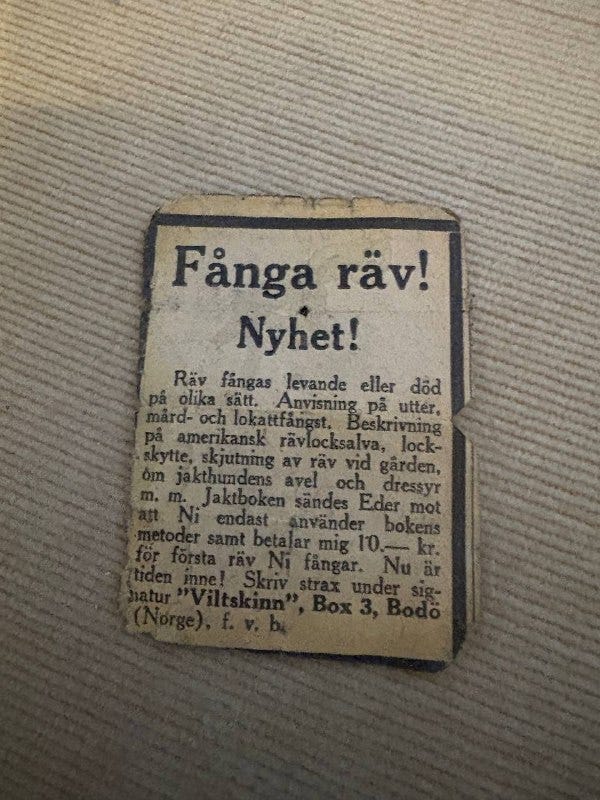 Fånga räv!
Nyhet!
Räv fångas levande eller död
på olika sätt. Anvisning på utter,
mård- och lokattfångst. Beskrivning
på amerikansk rävlocksalva, lock-
skytte, skjutning av räv vid gården,
om jakthundens avel och dressyr
m. m. Jaktboken sändes Eder mot
att Ni endast använder bokens
metoder samt betalar mig 10.— kr.
för första räv Ni fångar. Nu är
tiden inne! Skriv strax under sig-
natur "Viltskinn", Box 3, Bodö
(Norge), f. v. b.